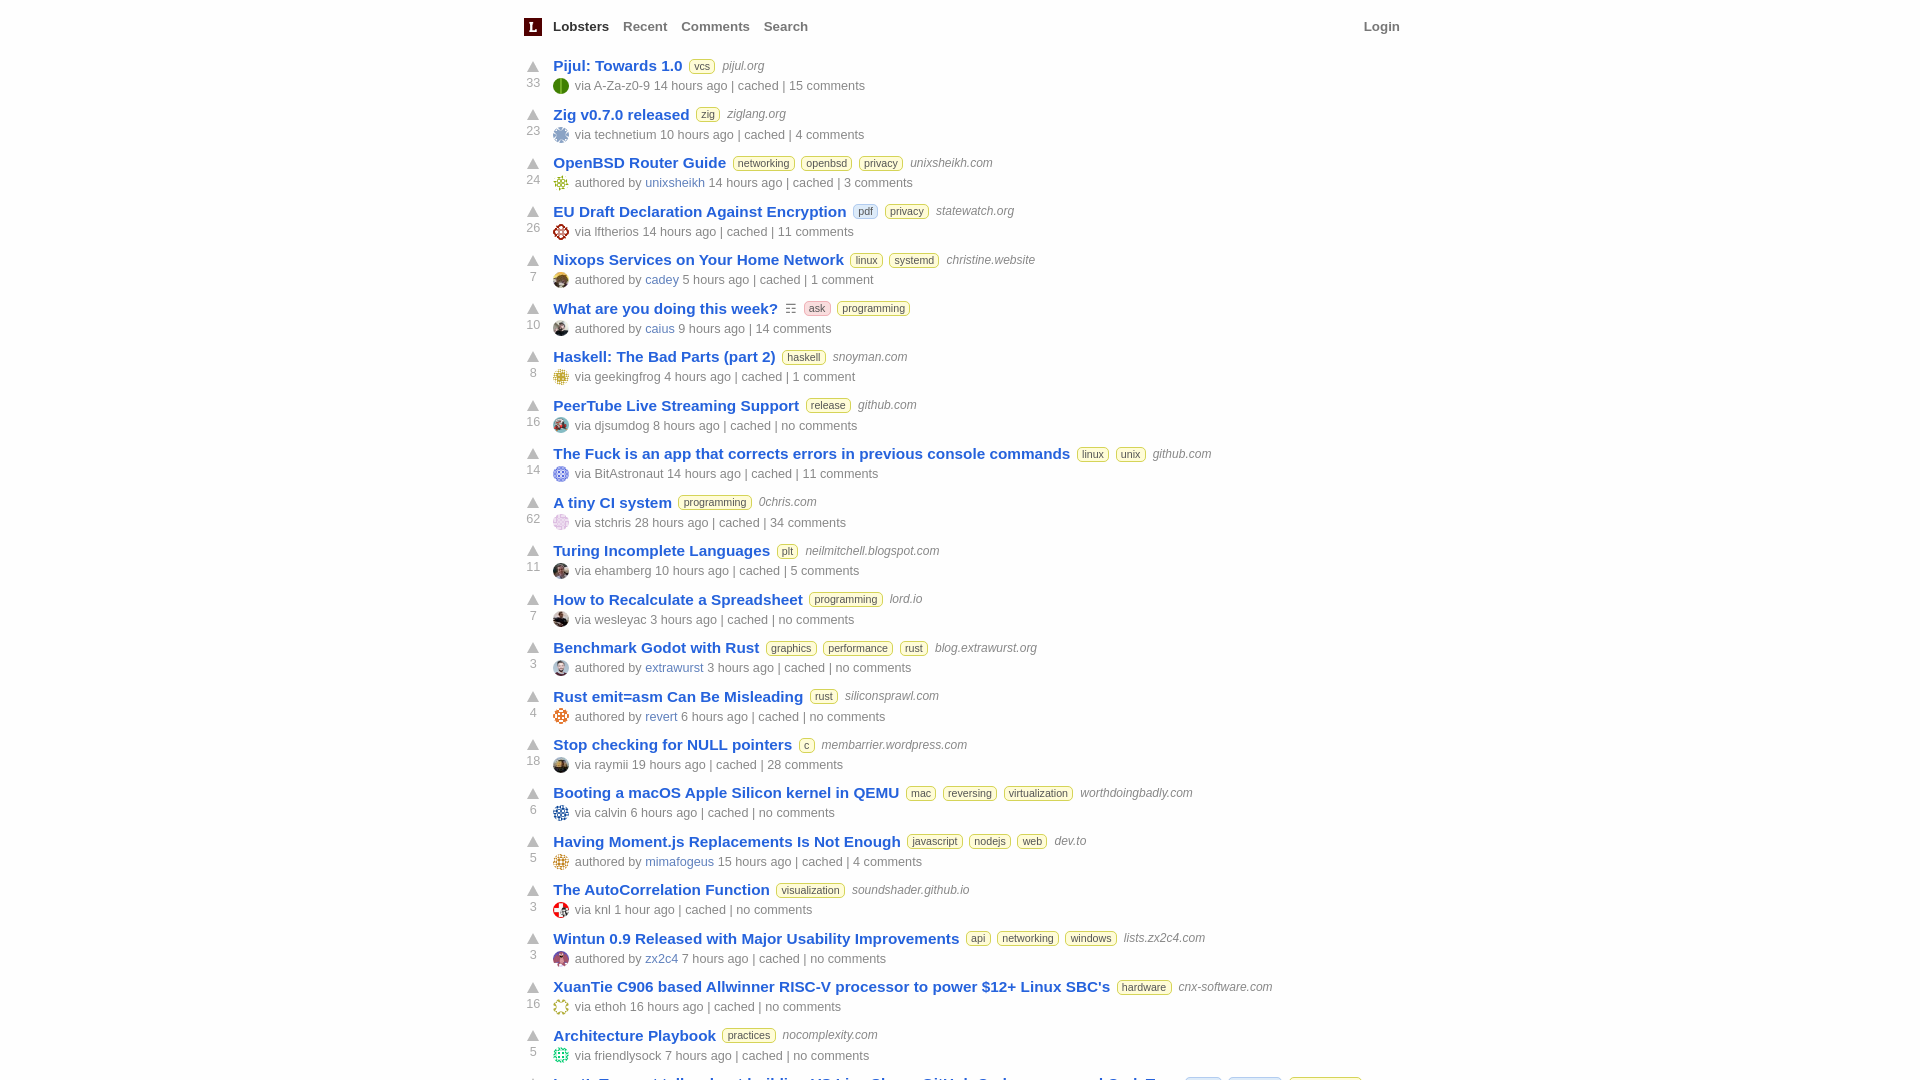 L Lobsters Recent Comments Search Login
Pijul: Towards 1.0 vcs pijul.org
33
via A-Za-z0-9 14 hours ago | cached | 15 comments
Zig v0.7.0 released zig ziglang.org
23
via technetium 10 hours ago | cached | 4 comments
OpenBSD Router Guide networking openbsd privacy unixsheikh.com
24
authored by unixsheikh 14 hours ago | cached | 3 comments
EU Draft Declaration Against Encryption pdf privacy statewatch.org
26
via lftherios 14 hours ago | cached | 11 comments
Nixops Services on Your Home Network linux systemd christine.website
7
authored by cadey 5 hours ago | cached | 1 comment
What are you doing this week? ☶ ask programming
10
authored by caius 9 hours ago | 14 comments
Haskell: The Bad Parts (part 2) haskell snoyman.com
8
via geekingfrog 4 hours ago | cached | 1 comment
PeerTube Live Streaming Support release github.com
16
via djsumdog 8 hours ago | cached | no comments
The Fuck is an app that corrects errors in previous console commands linux unix github.com
14
via BitAstronaut 14 hours ago | cached | 11 comments
A tiny CI system programming 0chris.com
62
via stchris 28 hours ago | cached | 34 comments
Turing Incomplete Languages plt neilmitchell.blogspot.com
11
via ehamberg 10 hours ago | cached | 5 comments
How to Recalculate a Spreadsheet programming lord.io
7
via wesleyac 3 hours ago | cached | no comments
Benchmark Godot with Rust graphics performance rust blog.extrawurst.org
3
authored by extrawurst 3 hours ago | cached | no comments
Rust emit=asm Can Be Misleading rust siliconsprawl.com
4
authored by revert 6 hours ago | cached | no comments
Stop checking for NULL pointers c membarrier.wordpress.com
18
via raymii 19 hours ago | cached | 28 comments
Booting a macOS Apple Silicon kernel in QEMU mac reversing virtualization worthdoingbadly.com
6
via calvin 6 hours ago | cached | no comments
Having Moment.js Replacements Is Not Enough javascript nodejs web dev.to
5
authored by mimafogeus 15 hours ago | cached | 4 comments
The AutoCorrelation Function visualization soundshader.github.io
3
via knl 1 hour ago | cached | no comments
Wintun 0.9 Released with Major Usability Improvements api networking windows lists.zx2c4.com
3
authored by zx2c4 7 hours ago | cached | no comments
XuanTie C906 based Allwinner RISC-V processor to power $12+ Linux SBC's hardware cnx-software.com
16
via ethoh 16 hours ago | cached | no comments
Architecture Playbook practices nocomplexity.com
5
via friendlysock 7 hours ago | cached | no comments